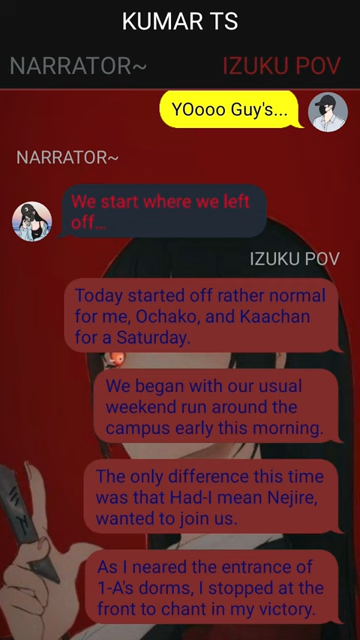 KUMAR TS
NARRATOR~ IZUKU POV
YOooo Guy's...
NARRATOR~
We start where we left
off...
IZUKU POV
Today started off rather normal
for me, Ochako, and Kaachan
for a Saturday.
We began with our usual
weekend run around the
campus early this morning.
The only difference this time
was that Had-I mean Nejire,
wanted to join us.
As I neared the entrance of
1-A's dorms, I stopped at the
front to chant in my victory.